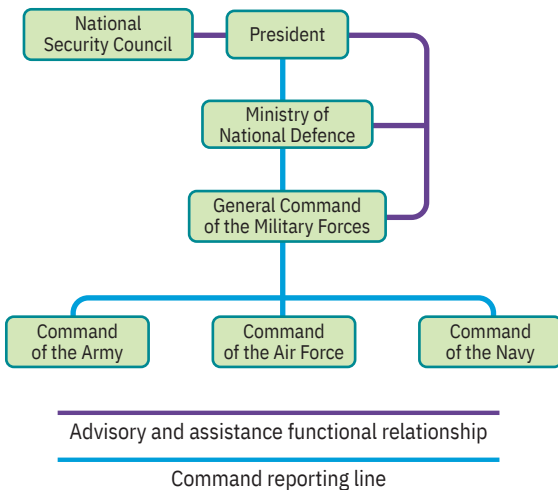 National
Security Council
President
Ministry of
National Defence
General Command
of the Military Forces
Command
of the Army
Command
of the Air Force
Command
of the Navy
Advisory and assistance functional relationship
Command reporting line